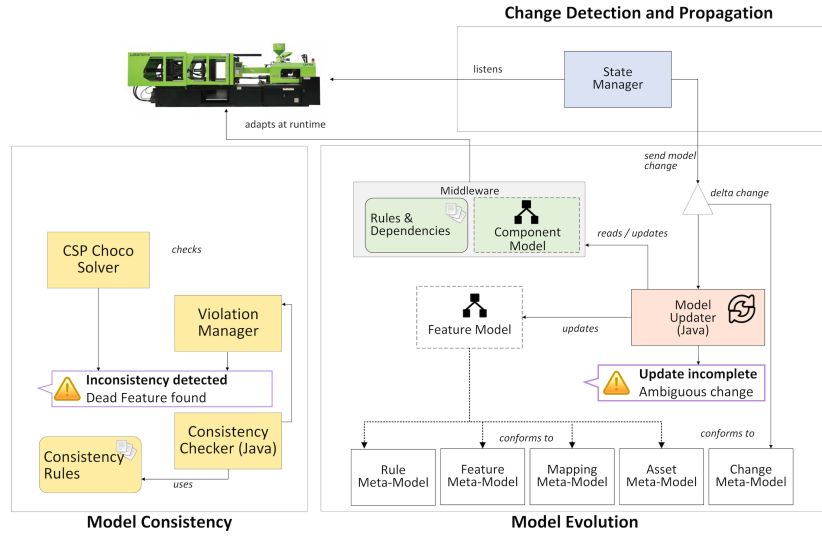 Change Detection and Propagation
listens
State
Manager
adapts at runtime
send model
change
delta change
Middleware
Rules &
Dependencies
Component
Model
reads / updates
CSP Choco
Solver
checks
Violation
Manager
Feature Model
updates
Model
Updater
(Java)
Inconsistency detected
Dead Feature found
Update incomplete
Ambiguous change
Consistency
Checker (Java)
Consistency
Rules
uses
conforms to
conforms to
Rule
Meta-Model
Feature
Meta-Model
Mapping
Meta-Model
Asset
Meta-Model
Change
Meta-Model
Model Consistency
Model Evolution